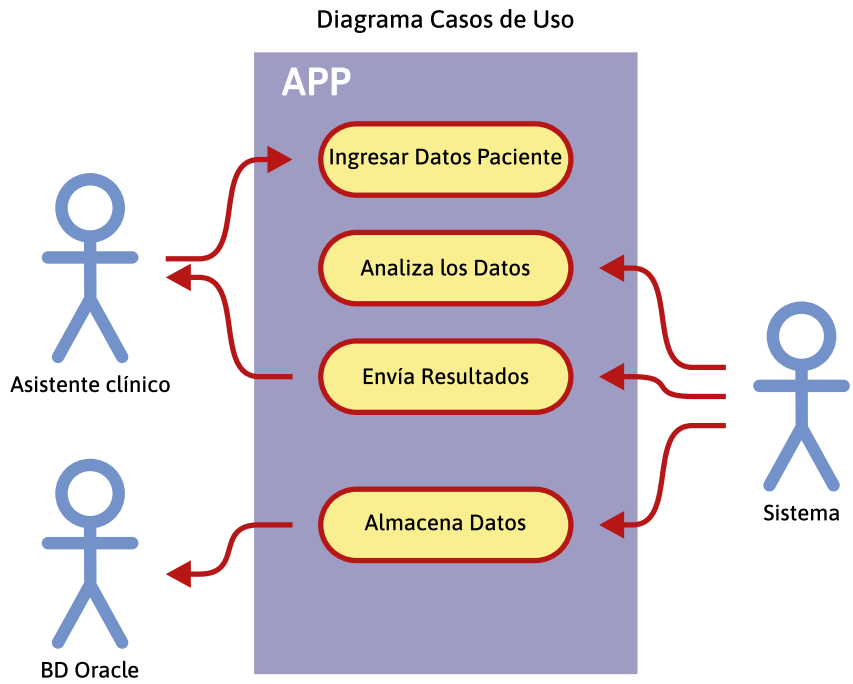 Diagrama Casos de Uso
APP
Ingresar Datos Paciente
Analiza los Datos
Envía Resultados
Asistente clínico
Almacena Datos
Sistema
BD Oracle